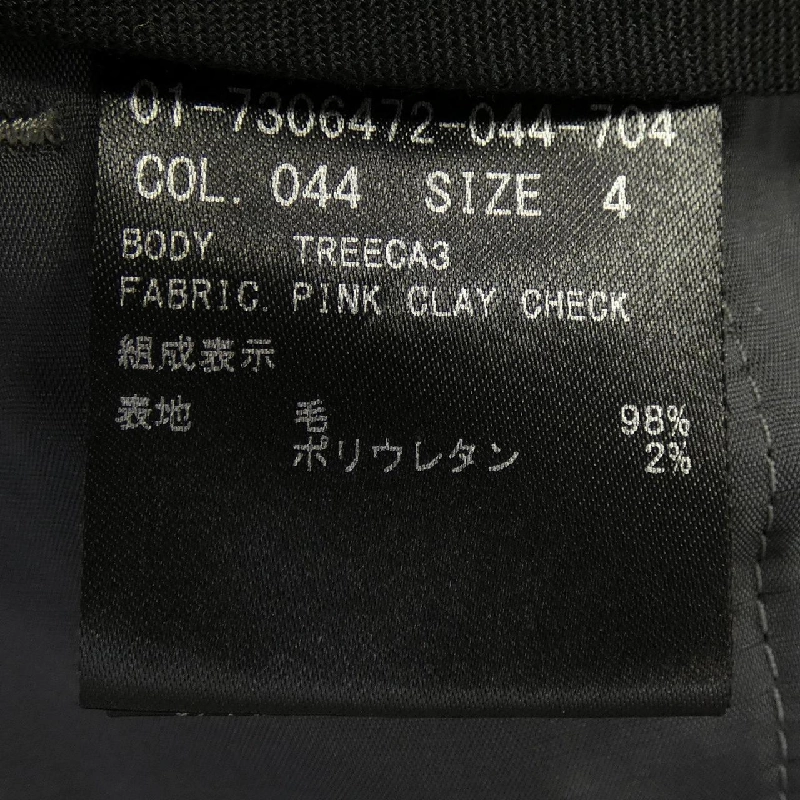 01-7306472-044-704
COL. 044 SIZE 4
BODY. TREECA3
FABRIC. PINK CLAY CHECK
組成表示
表地 毛 98%
ポリウレタン 2%